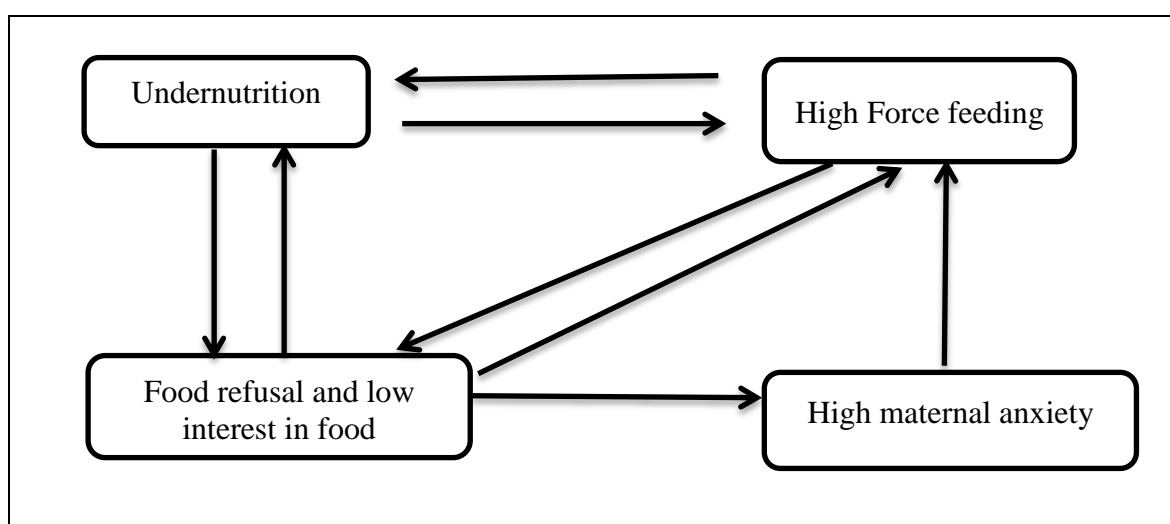 Undernutrition
High Force feeding
Food refusal and low
interest in food
High maternal anxiety